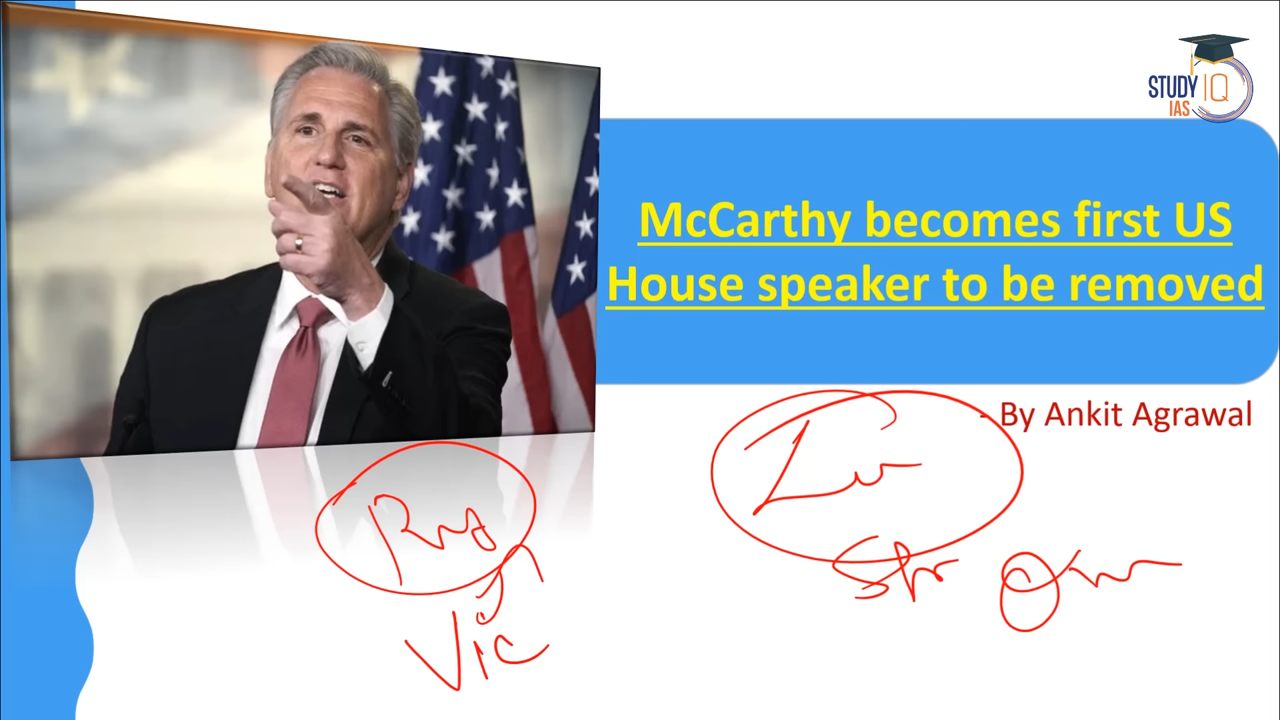 STUDY IQ
IAS
McCarthy becomes first US
House speaker to be removed
- By Ankit Agrawal
Vic